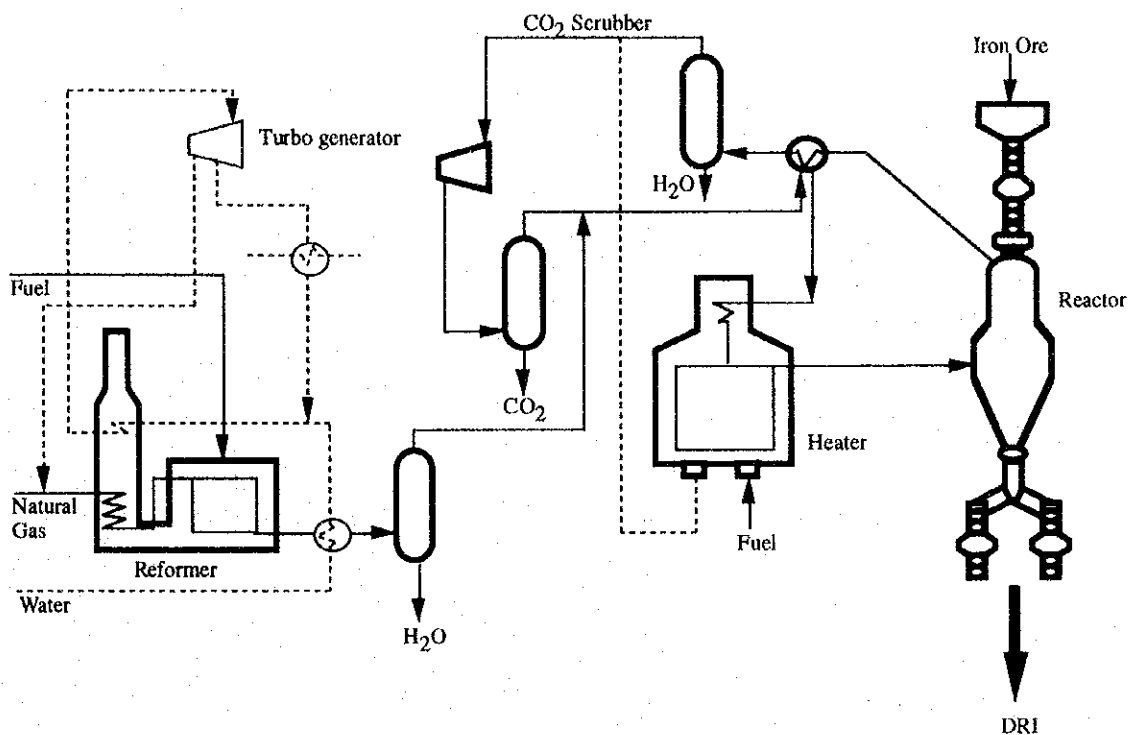 CO2 Scrubber
Iron Ore
Turbo generator
H2O
Fuel
Reactor
CO2
Heater
Natural
Gas
Fuel
Reformer
Water
H2O
DRI